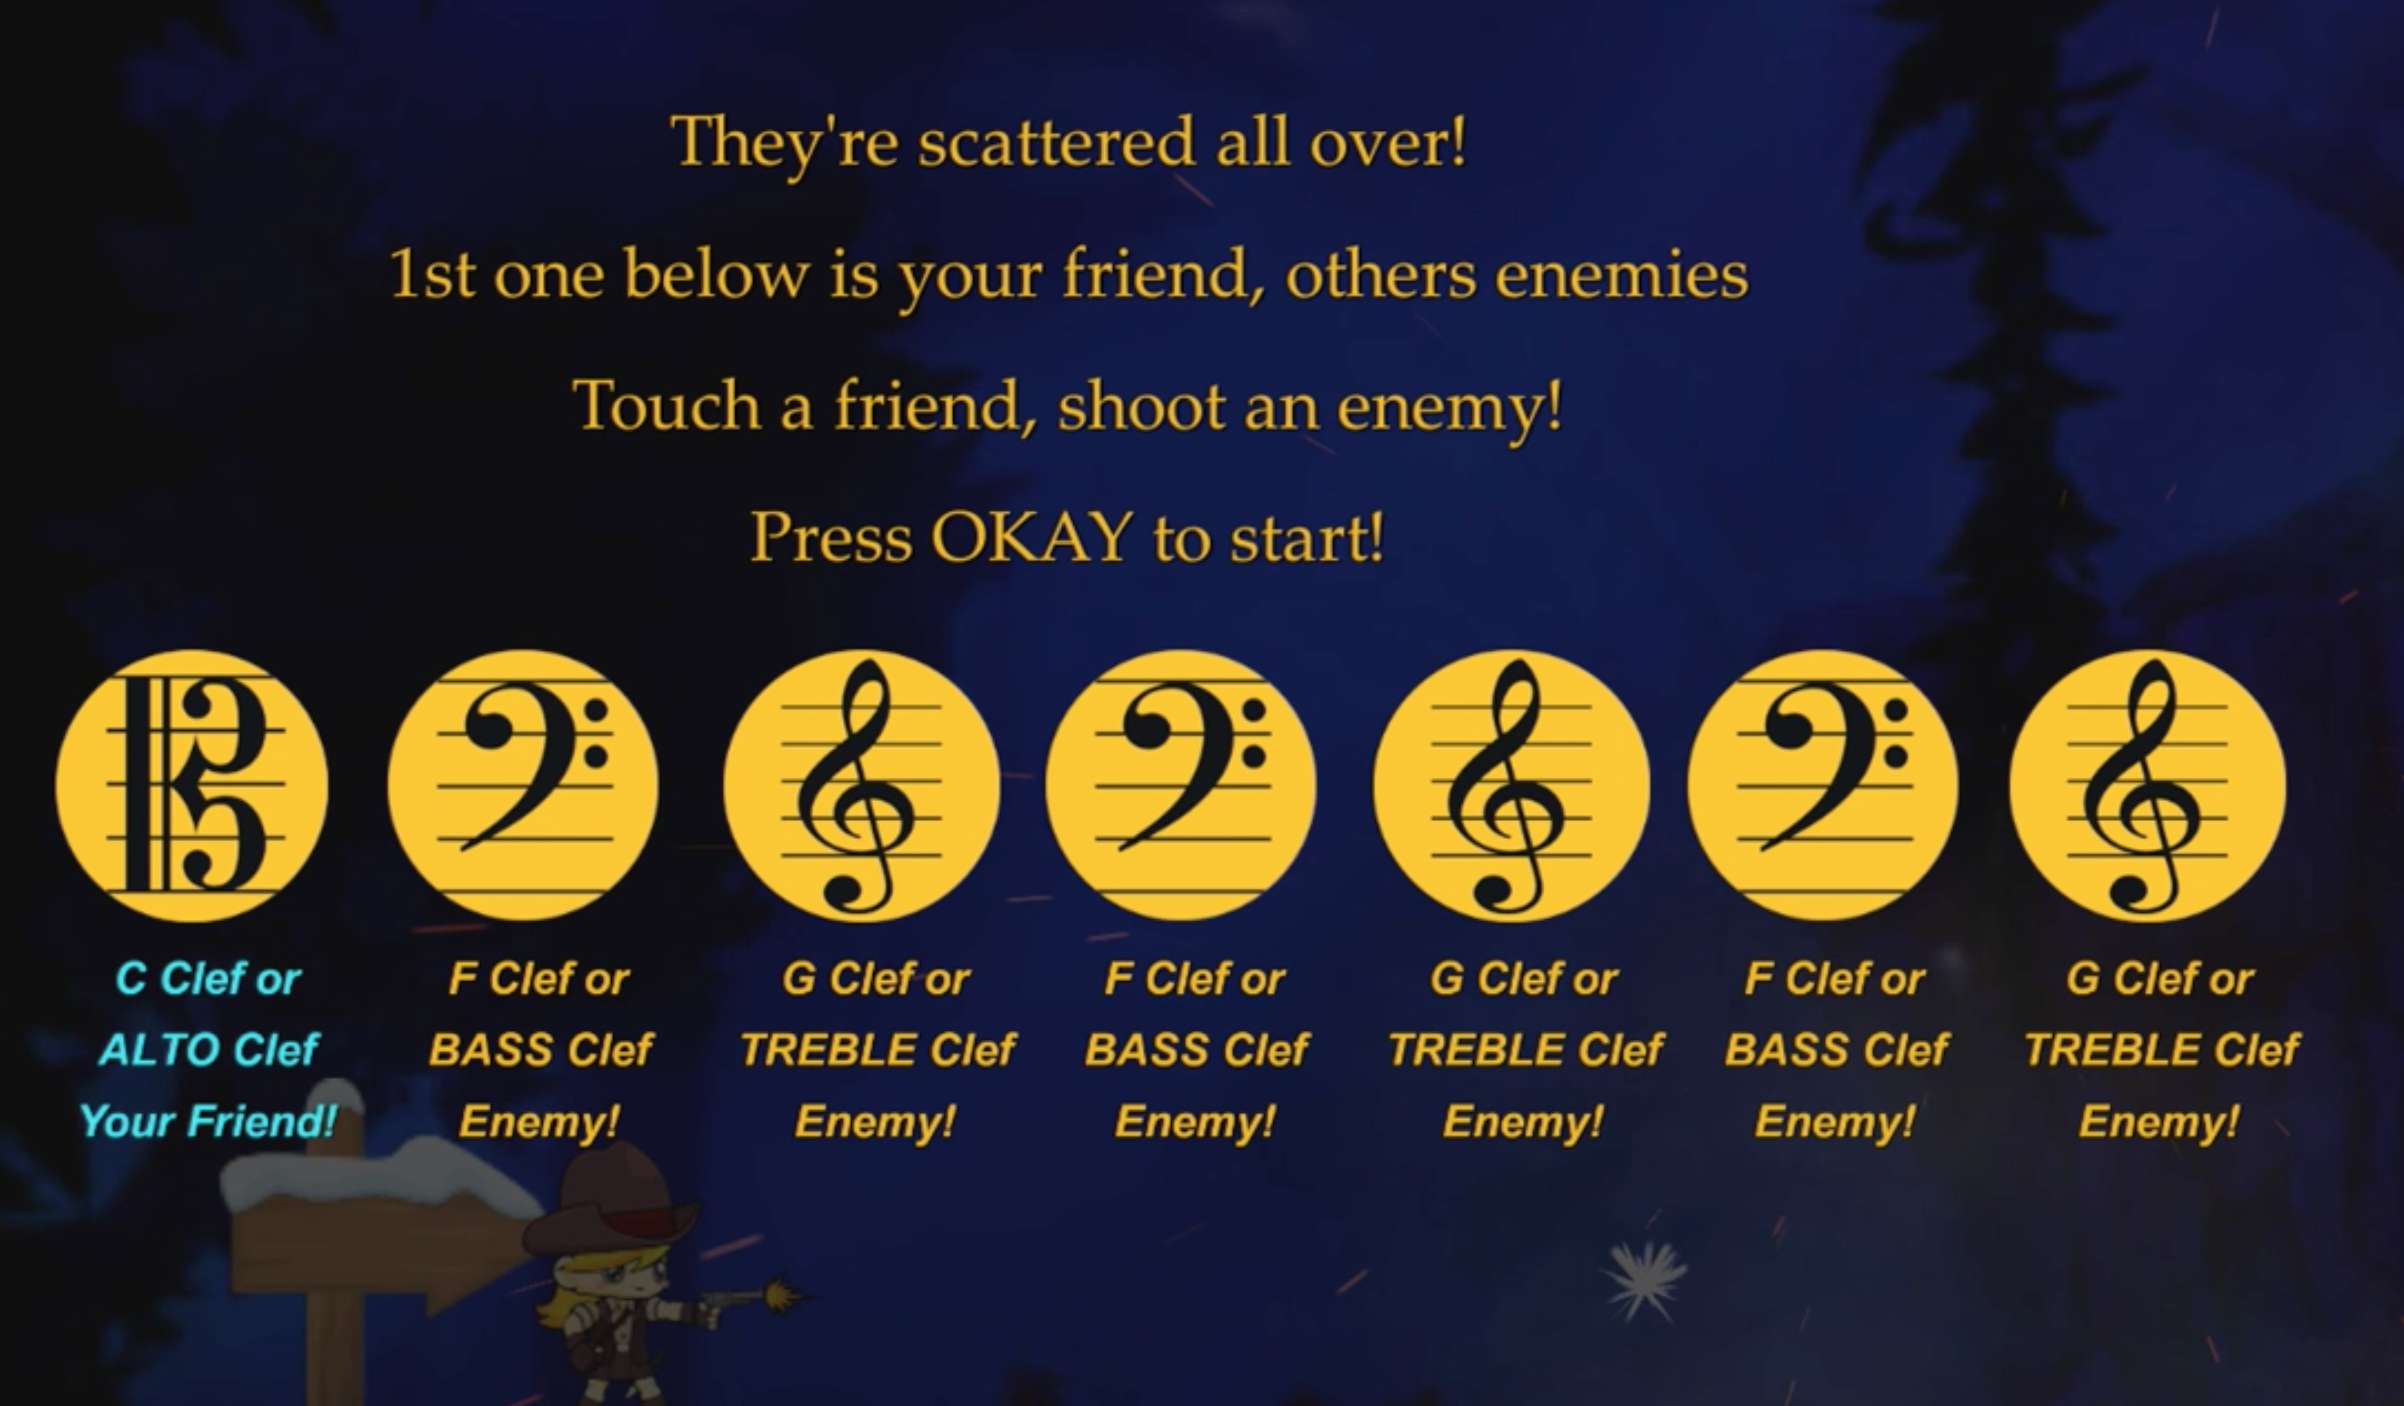 They're scattered all over!
1st one below is your friend, others enemies
Touch a friend, shoot an enemy!
Press OKAY to start!
C Clef or
ALTO Clef
Your Friend!
F Clef or
BASS Clef
Enemy!
G Clef or
TREBLE Clef
Enemy!
F Clef or
BASS Clef
Enemy!
G Clef or
TREBLE Clef
Enemy!
F Clef or
BASS Clef
Enemy!
G Clef or
TREBLE Clef
Enemy!